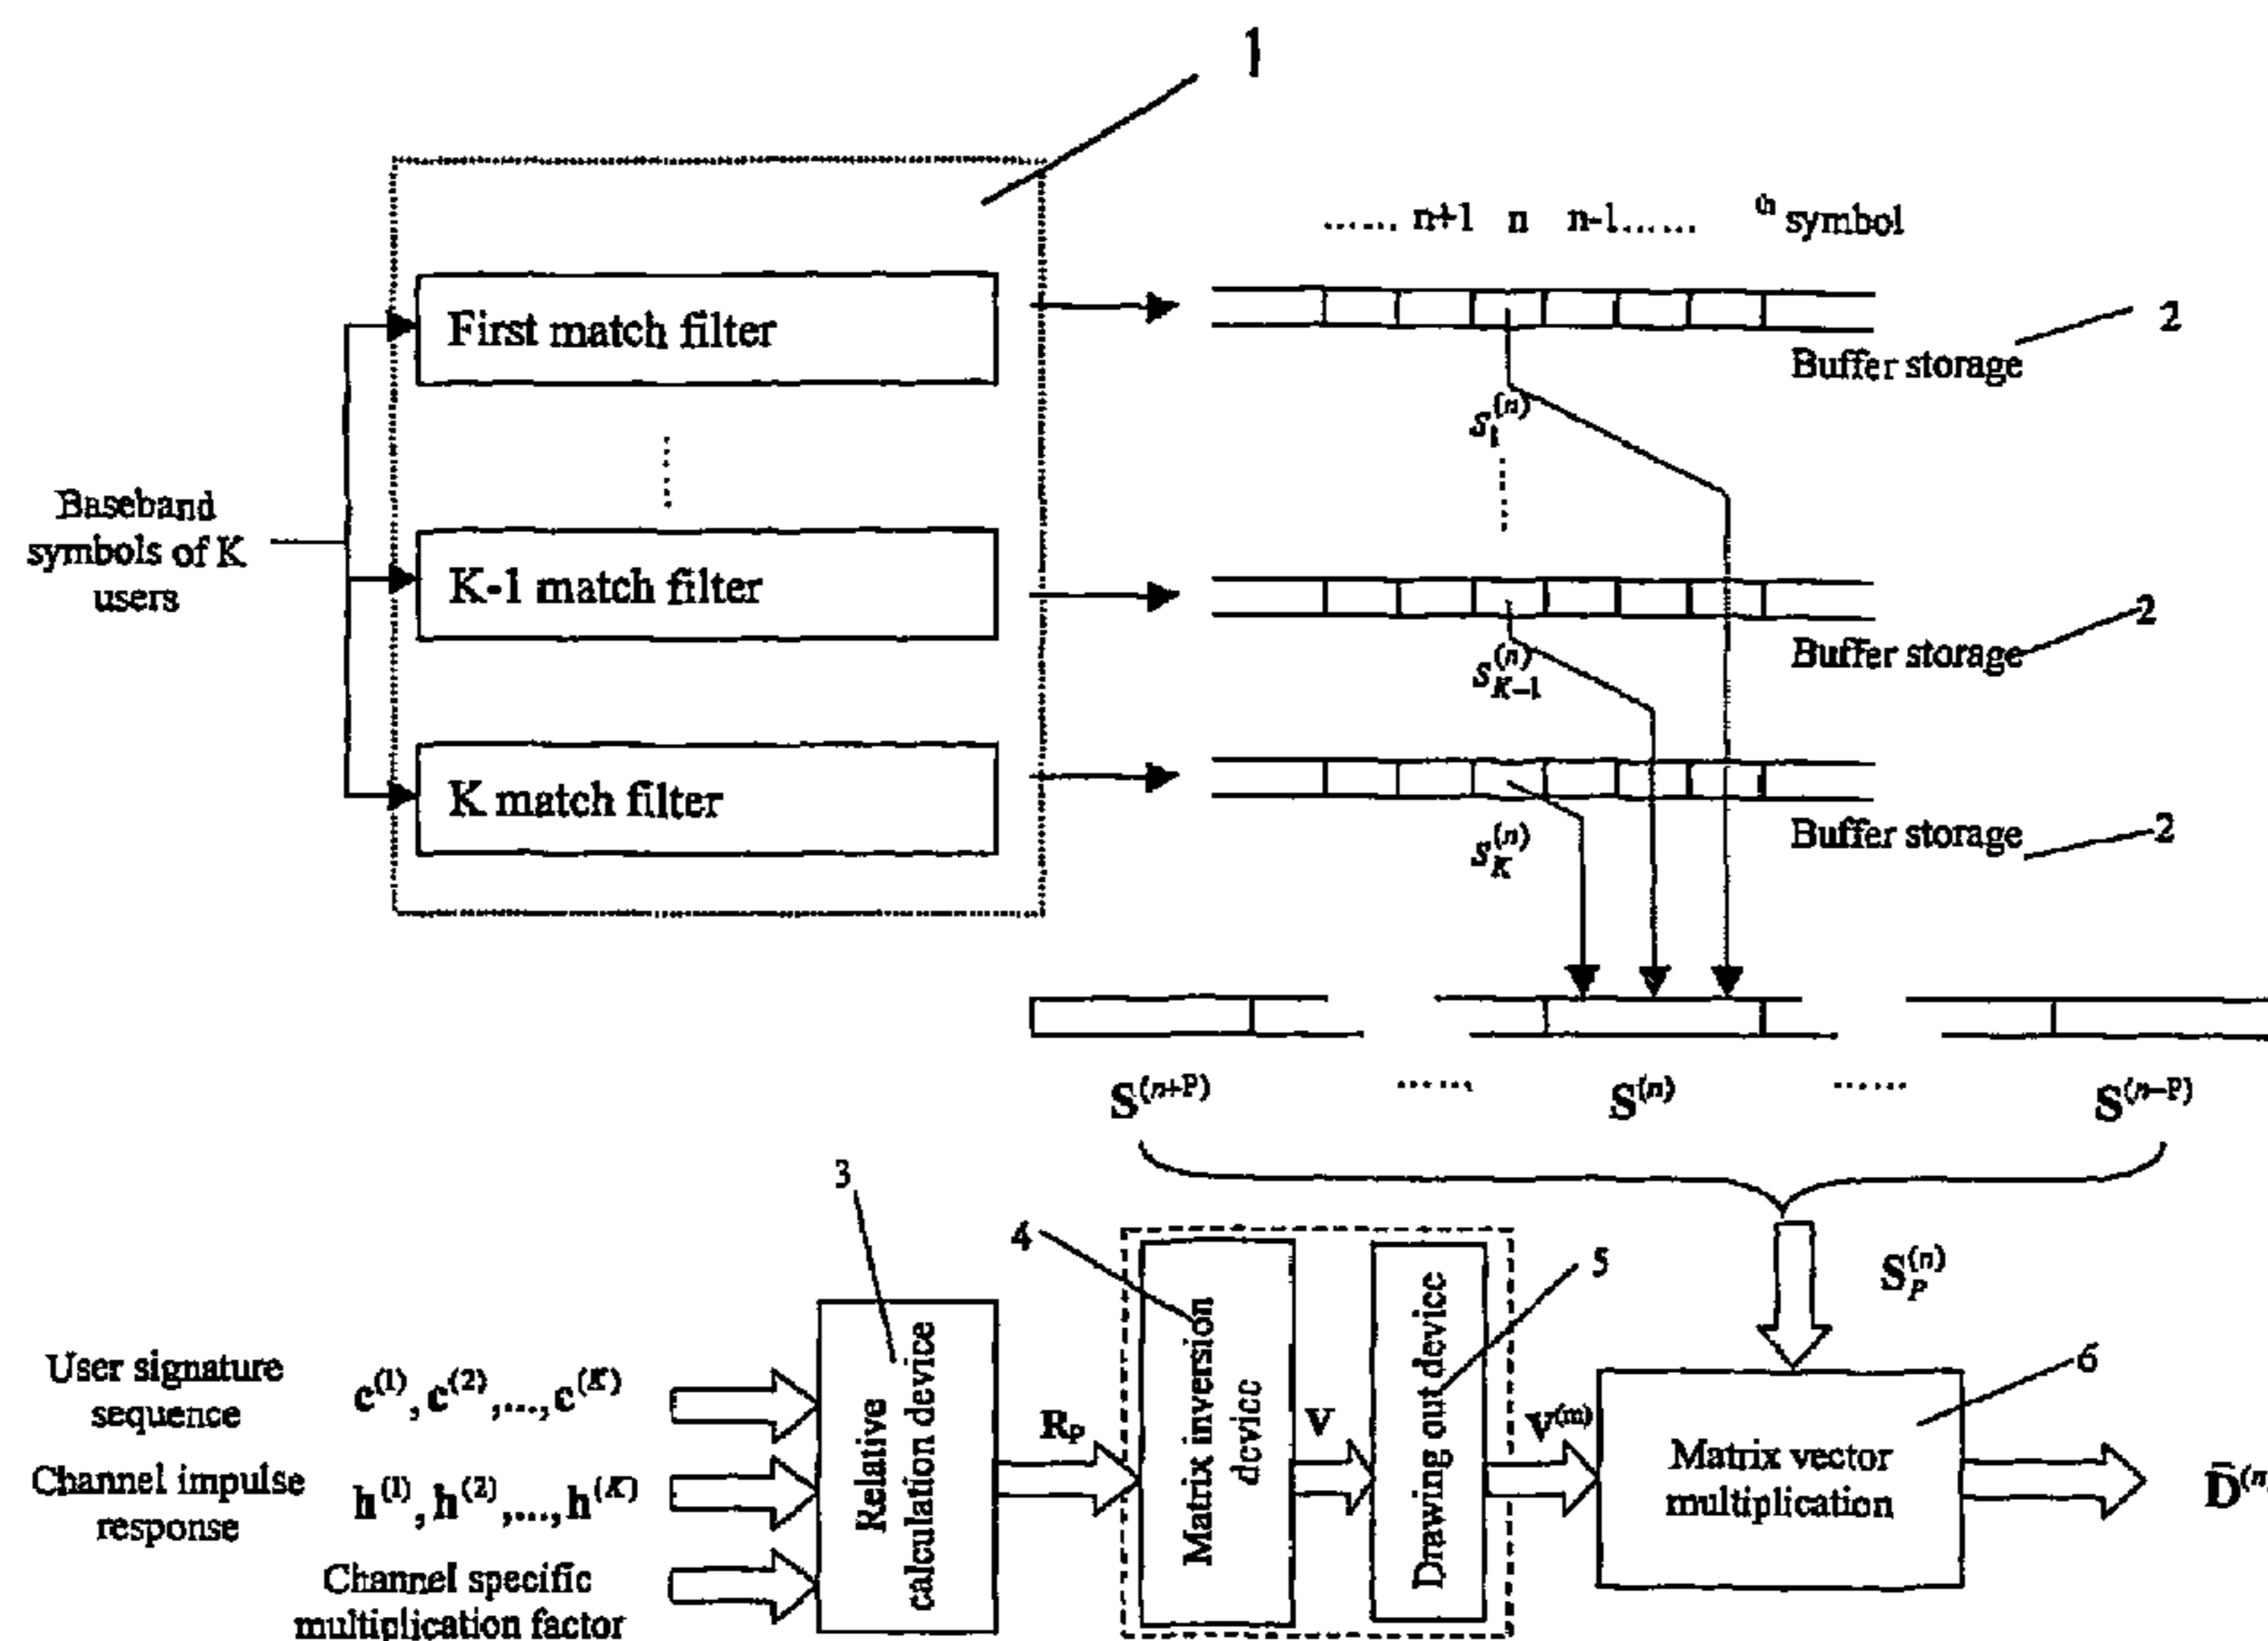 1
...... n+1 n n-1...... th symbol
First match filter
Buffer storage
2
s₁⁽ⁿ⁾
Baseband
symbols of K
users
K-1 match filter
Buffer storage
2
s_{K-1}^{(n)}
K match filter
Buffer storage
2
s_K^{(n)}
S^{(n+P)} ...... S^{(n)} ...... S^{(n-P)}
3
4
5
S_P^{(n)}
6
User signature
sequence
c^{(1)}, c^{(2)},..., c^{(K)}
Channel impulse
response
h^{(1)}, h^{(2)},..., h^{(K)}
Channel specific
multiplication factor
Relative
calculation device
R_P
Matrix inversion
device
V
Drawing out device
V^{(m)}
Matrix vector
multiplication
D̄^{(n